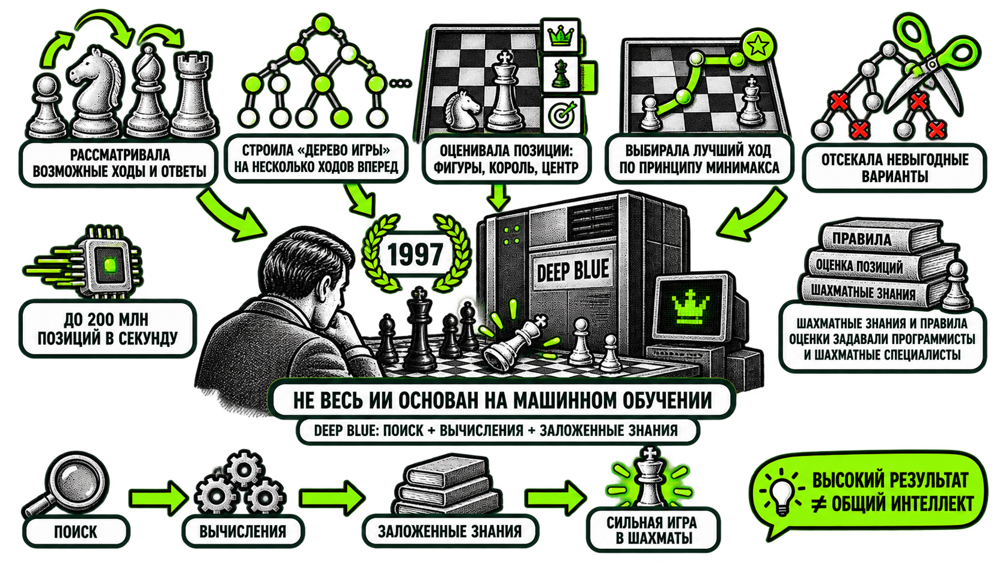 РАССМАТРИВАЛА
ВОЗМОЖНЫЕ ХОДЫ И ОТВЕТЫ
СТРОИЛА «ДЕРЕВО ИГРЫ»
НА НЕСКОЛЬКО ХОДОВ ВПЕРЕД
ОЦЕНИВАЛА ПОЗИЦИИ:
ФИГУРЫ, КОРОЛЬ, ЦЕНТР
ВЫБИРАЛА ЛУЧШИЙ ХОД
ПО ПРИНЦИПУ МИНИМАКСА
ОТСЕКАЛА НЕВЫГОДНЫЕ
ВАРИАНТЫ
ДО 200 МЛН
ПОЗИЦИЙ В СЕКУНДУ
1997
DEEP BLUE
ПРАВИЛА
ОЦЕНКА ПОЗИЦИЙ
ШАХМАТНЫЕ ЗНАНИЯ
ШАХМАТНЫЕ ЗНАНИЯ И ПРАВИЛА
ОЦЕНКИ ЗАДАВАЛИ ПРОГРАММИСТЫ
И ШАХМАТНЫЕ СПЕЦИАЛИСТЫ
НЕ ВЕСЬ ИИ ОСНОВАН НА МАШИННОМ ОБУЧЕНИИ
DEEP BLUE: ПОИСК + ВЫЧИСЛЕНИЯ + ЗАЛОЖЕННЫЕ ЗНАНИЯ
ПОИСК
ВЫЧИСЛЕНИЯ
ЗАЛОЖЕННЫЕ ЗНАНИЯ
СИЛЬНАЯ ИГРА
В ШАХМАТЫ
ВЫСОКИЙ РЕЗУЛЬТАТ
≠ ОБЩИЙ ИНТЕЛЛЕКТ